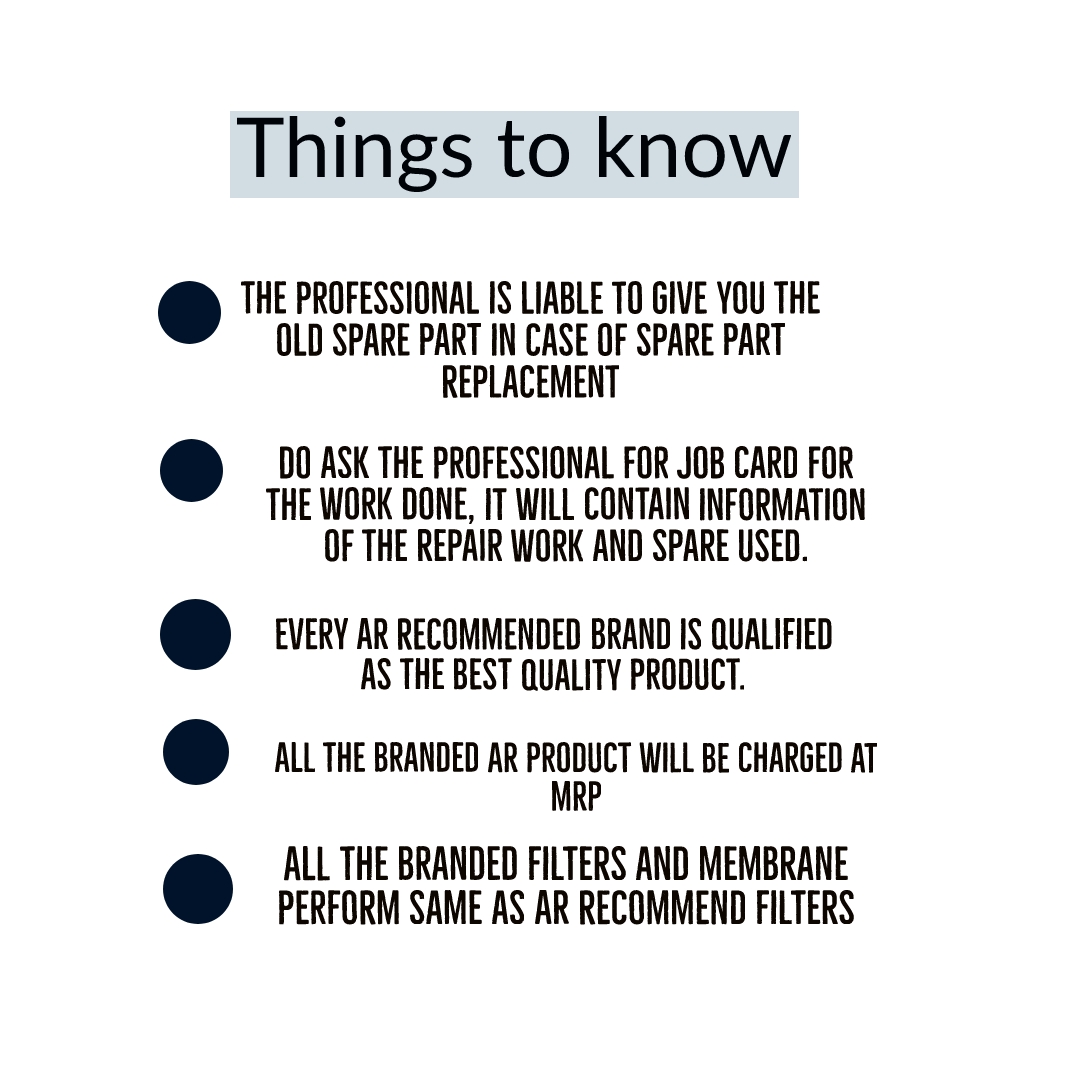 Things to know
THE PROFESSIONAL IS LIABLE TO GIVE YOU THE
OLD SPARE PART IN CASE OF SPARE PART
REPLACEMENT
DO ASK THE PROFESSIONAL FOR JOB CARD FOR
THE WORK DONE, IT WILL CONTAIN INFORMATION
OF THE REPAIR WORK AND SPARE USED.
EVERY AR RECOMMENDED BRAND IS QUALIFIED
AS THE BEST QUALITY PRODUCT.
ALL THE BRANDED AR PRODUCT WILL BE CHARGED AT
MRP
ALL THE BRANDED FILTERS AND MEMBRANE
PERFORM SAME AS AR RECOMMEND FILTERS